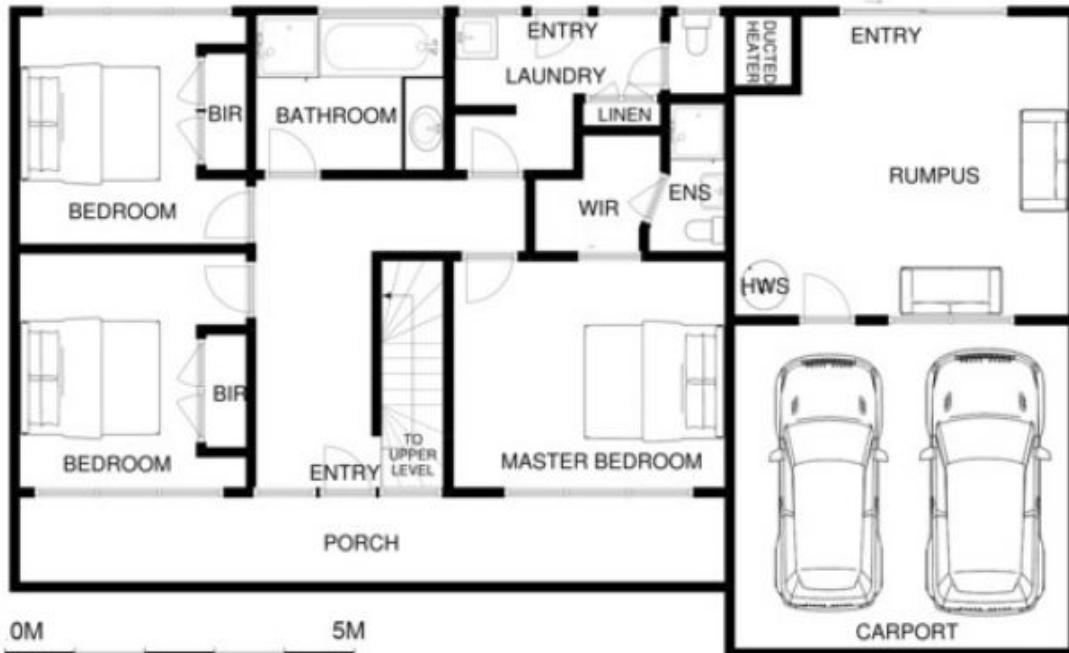 ENTRY
DUCTED
HEATER
ENTRY
LAUNDRY
BIR
BATHROOM
LINEN
RUMPUS
BEDROOM
WIR
ENS
HWS
BIR
TO
UPPER
LEVEL
BEDROOM
ENTRY
MASTER BEDROOM
PORCH
CARPORT
0M
5M